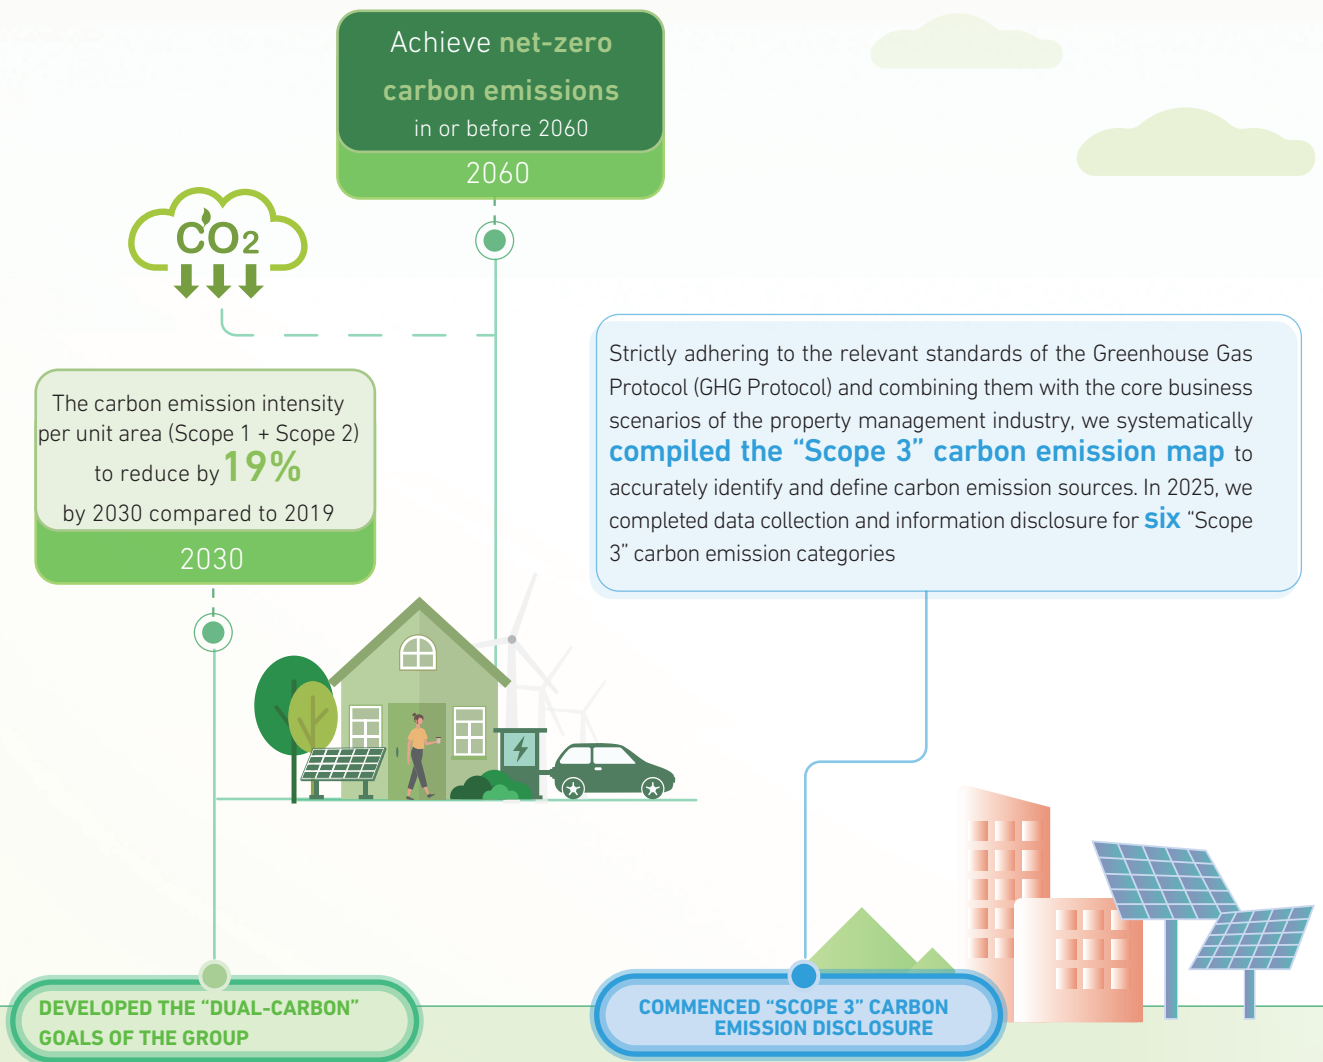 Achieve net-zero
carbon emissions
in or before 2060
2060
CO2
The carbon emission intensity
per unit area (Scope 1 + Scope 2)
to reduce by 19%
by 2030 compared to 2019
2030
Strictly adhering to the relevant standards of the Greenhouse Gas
Protocol (GHG Protocol) and combining them with the core business
scenarios of the property management industry, we systematically
compiled the “Scope 3” carbon emission map to
accurately identify and define carbon emission sources. In 2025, we
completed data collection and information disclosure for six “Scope
3” carbon emission categories
DEVELOPED THE “DUAL-CARBON”
GOALS OF THE GROUP
COMMENCED “SCOPE 3” CARBON
EMISSION DISCLOSURE